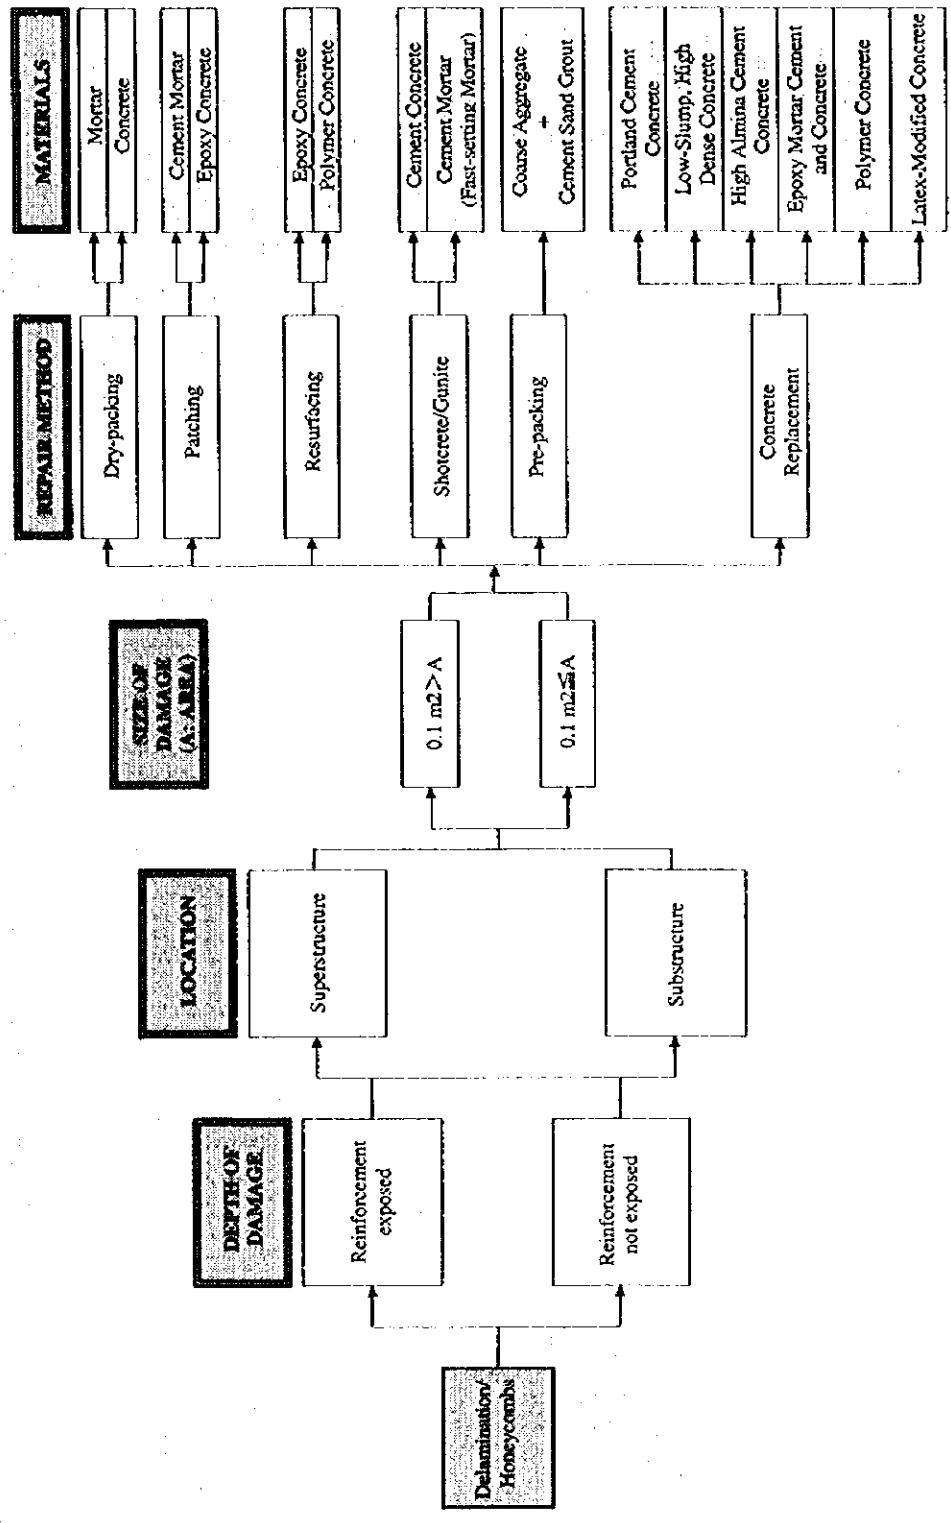 Delamination/
Honeycombs
DEPTH OF
DAMAGE
Reinforcement
exposed
Reinforcement
not exposed
LOCATION
Superstructure
Substructure
SIZE OF
DAMAGE
(A: AREA)
0.1 m2>A
0.1 m2≦A
REPAIR METHOD
Dry-packing
Patching
Resurfacing
Shotcrete/Gunite
Pre-packing
Concrete
Replacement
MATERIALS
Mortar
Concrete
Cement Mortar
Epoxy Concrete
Epoxy Concrete
Polymer Concrete
Cement Concrete
Cement Mortar
(Fast-setting Mortar)
Coarse Aggregate
+
Cement Sand Grout
Portland Cement
Concrete
Low-Slump, High
Dense Concrete
High Almina Cement
Concrete
Epoxy Mortar Cement
and Concrete
Polymer Concrete
Latex-Modified Concrete